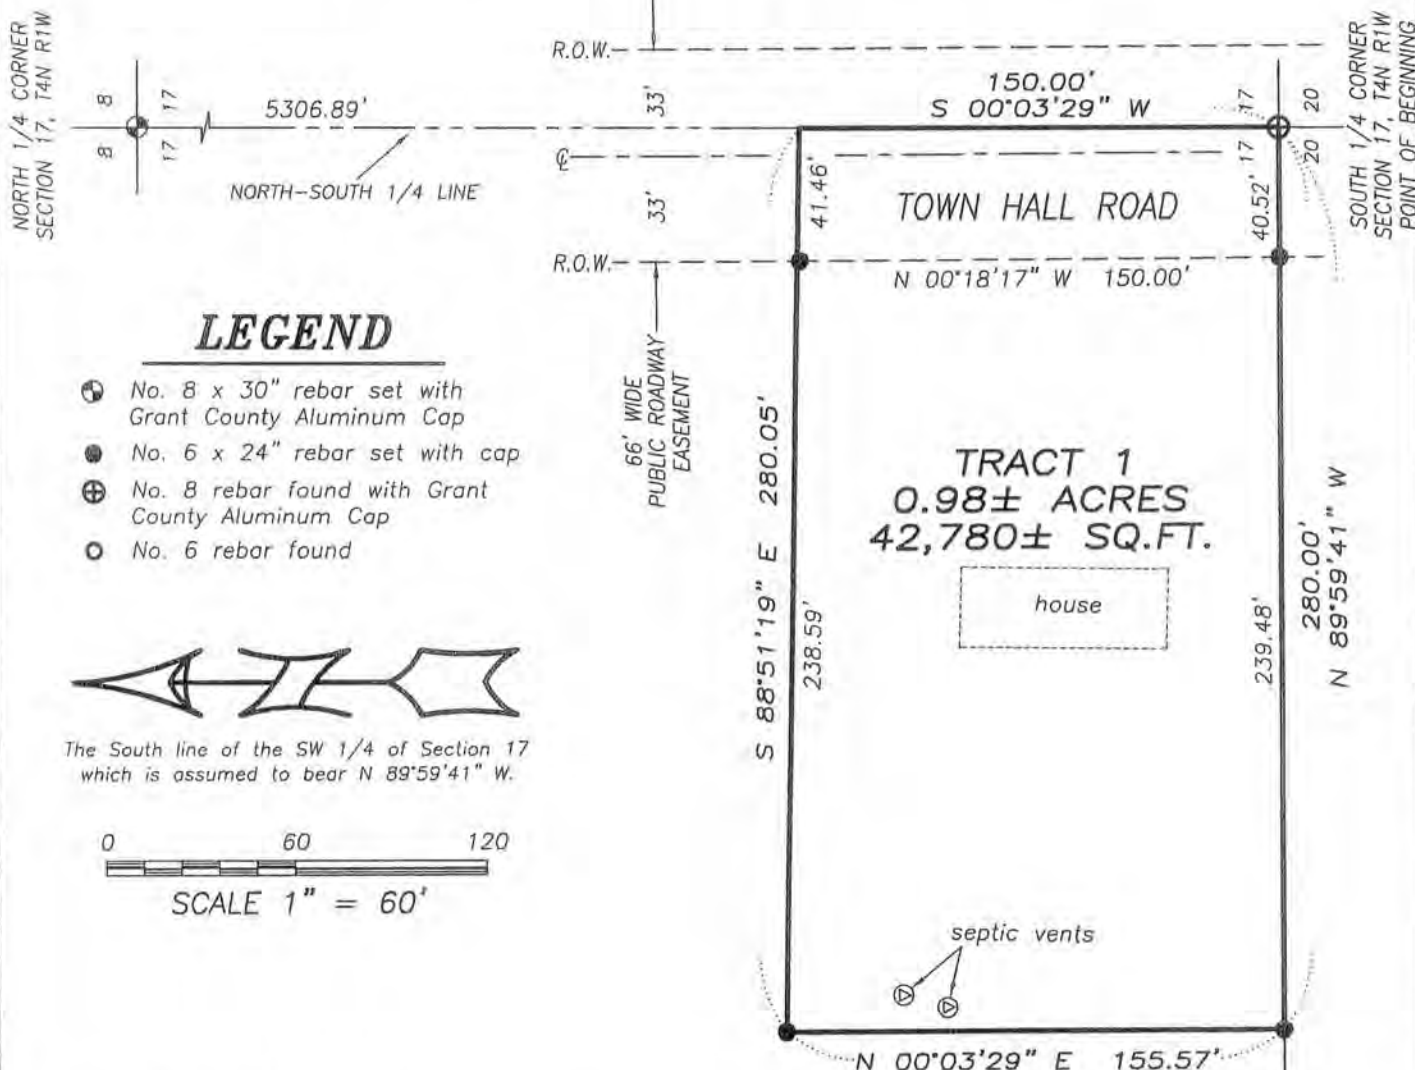 NORTH 1/4 CORNER
SECTION 17, T4N R1W
8
17
8
17
5306.89'
NORTH-SOUTH 1/4 LINE
R.O.W.
33'
℄
33'
R.O.W.
66' WIDE
PUBLIC ROADWAY
EASEMENT
150.00'
S 00°03'29" W
17
20
17
20
SOUTH 1/4 CORNER
SECTION 17, T4N R1W
POINT OF BEGINNING
41.46'
TOWN HALL ROAD
40.52'
N 00°18'17" W 150.00'
LEGEND
No. 8 x 30" rebar set with
Grant County Aluminum Cap
No. 6 x 24" rebar set with cap
No. 8 rebar found with Grant
County Aluminum Cap
No. 6 rebar found
S 88°51'19" E 280.05'
238.59'
TRACT 1
0.98± ACRES
42,780± SQ.FT.
house
239.48'
280.00'
N 89°59'41" W
N
The South line of the SW 1/4 of Section 17
which is assumed to bear N 89°59'41" W.
0 60 120
SCALE 1" = 60'
septic vents
N 00°03'29" E 155.57'